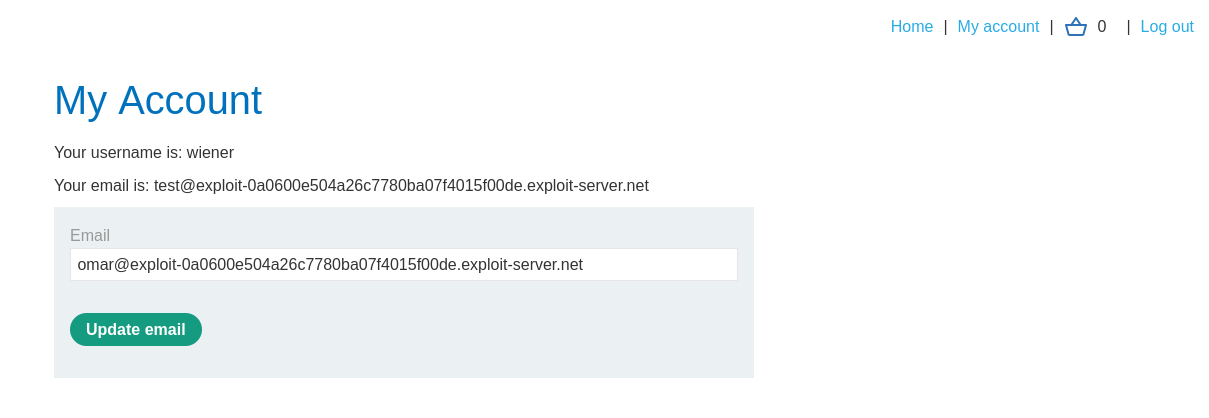 Home | My account | 0 | Log out
My Account
Your username is: wiener
Your email is: test@exploit-0a0600e504a26c7780ba07f4015f00de.exploit-server.net
Email
omar@exploit-0a0600e504a26c7780ba07f4015f00de.exploit-server.net
Update email